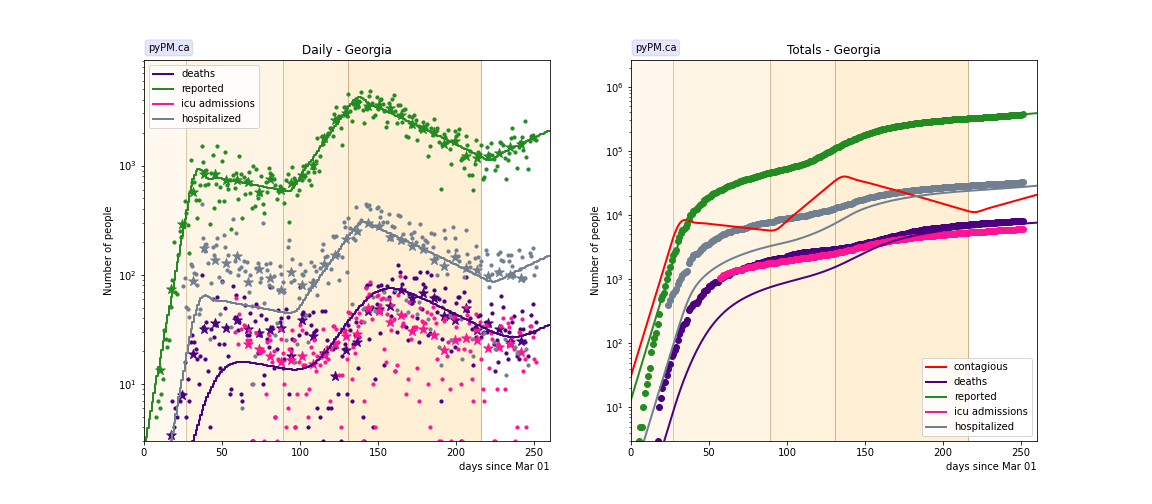 pyPM.ca
Daily - Georgia
deaths
reported
icu admissions
hospitalized
Number of people
10³
10²
10¹
0
50
100
150
200
250
days since Mar 01
pyPM.ca
Totals - Georgia
Number of people
10⁶
10⁵
10⁴
10³
10²
10¹
contagious
deaths
reported
icu admissions
hospitalized
0
50
100
150
200
250
days since Mar 01